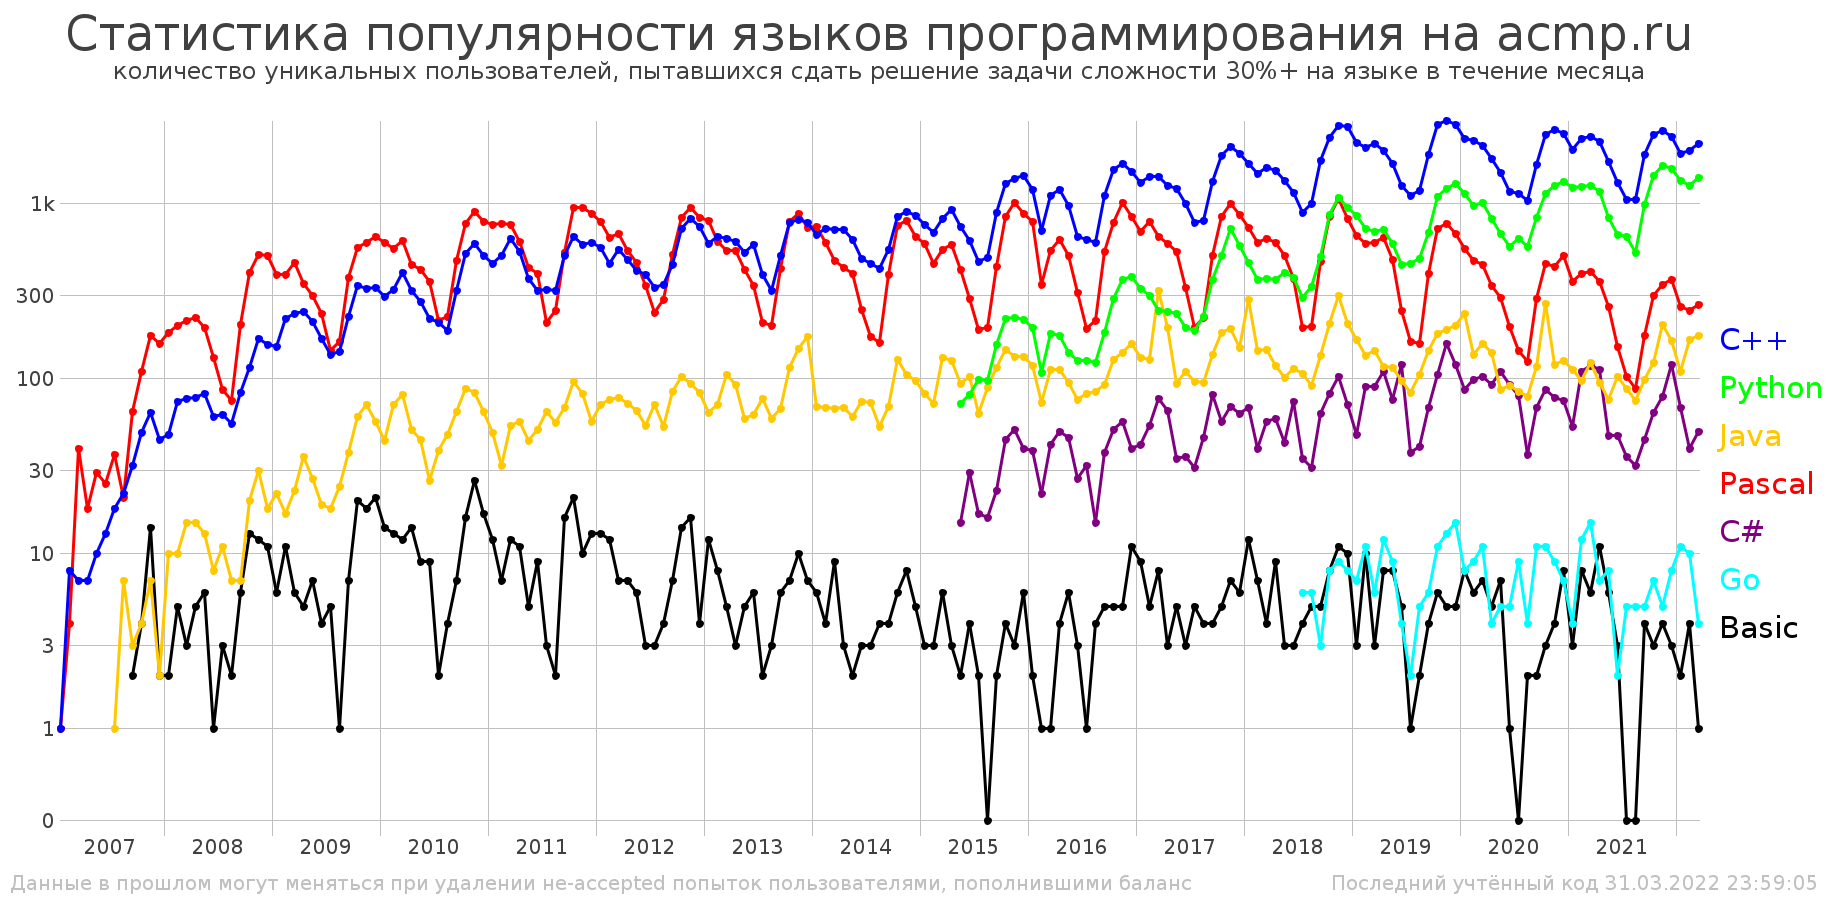 Статистика популярности языков программирования на acmp.ru
количество уникальных пользователей, пытавшихся сдать решение задачи сложности 30%+ на языке в течение месяца
1k
300
100
30
10
3
1
0
C++
Python
Java
Pascal
C#
Go
Basic
2007 2008 2009 2010 2011 2012 2013 2014 2015 2016 2017 2018 2019 2020 2021
Данные в прошлом могут меняться при удалении не-accepted попыток пользователями, пополнившими баланс
Последний учтённый код 31.03.2022 23:59:05